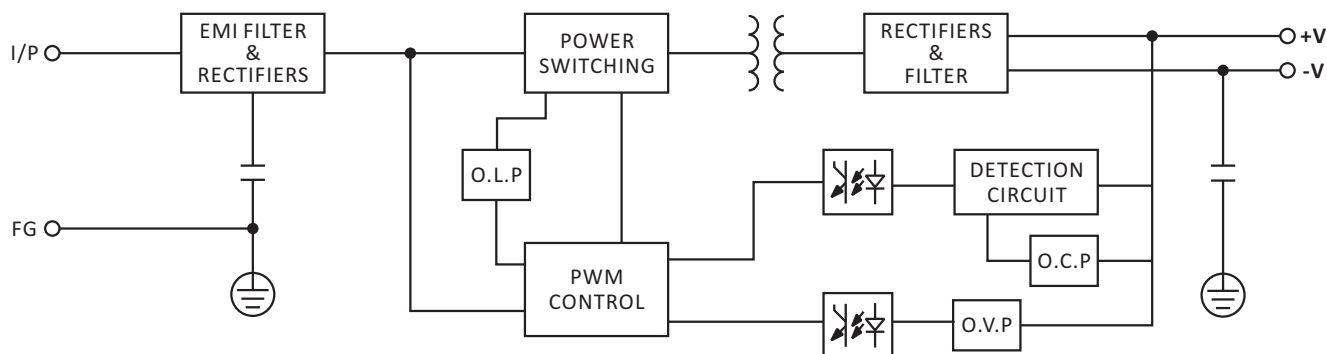 I/P
EMI FILTER
&
RECTIFIERS
POWER
SWITCHING
RECTIFIERS
&
FILTER
+V
-V
O.L.P
DETECTION
CIRCUIT
FG
PWM
CONTROL
O.C.P
O.V.P